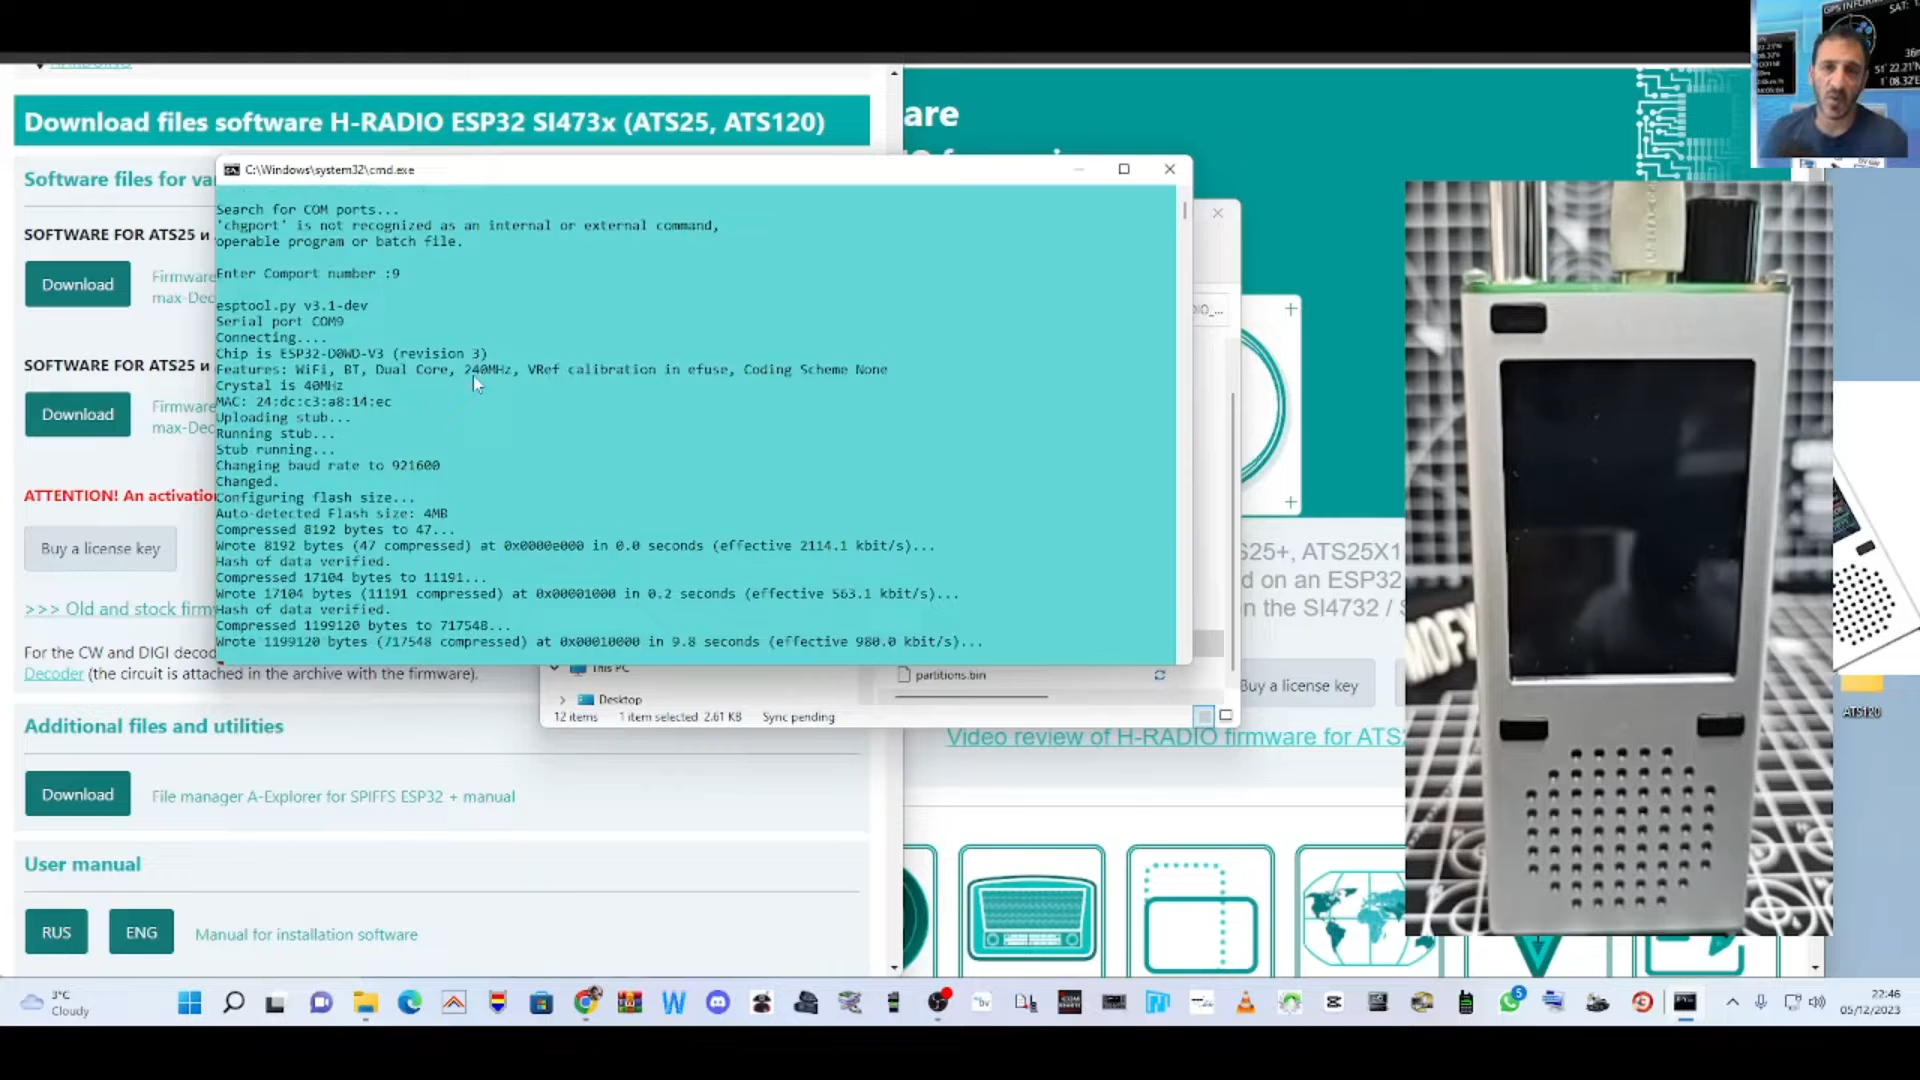 Download files software H-RADIO ESP32 SI473x (ATS25, ATS120)
Software files for va
SOFTWARE FOR ATS25 и
Download
Firmware
max-Dec
SOFTWARE FOR ATS25 и
Download
Firmware
max-Dec
ATTENTION! An activatio
Buy a license key
>>> Old and stock firm
For the CW and DIGI decod
Decoder (the circuit is attached in the archive with the firmware).
Additional files and utilities
Download
File manager A-Explorer for SPIFFS ESP32 + manual
User manual
RUS
ENG
Manual for installation software
C:\Windows\system32\cmd.exe
Search for COM ports...
'chgport' is not recognized as an internal or external command,
operable program or batch file.
Enter Comport number :9
esptool.py v3.1-dev
Serial port COM9
Connecting....
Chip is ESP32-D0WD-V3 (revision 3)
Features: WiFi, BT, Dual Core, 240MHz, VRef calibration in efuse, Coding Scheme None
Crystal is 40MHz
MAC: 24:dc:c3:a8:14:ec
Uploading stub...
Running stub...
Stub running...
Changing baud rate to 921600
Changed.
Configuring flash size...
Auto-detected Flash size: 4MB
Compressed 8192 bytes to 47...
Wrote 8192 bytes (47 compressed) at 0x0000e000 in 0.0 seconds (effective 2114.1 kbit/s)...
Hash of data verified.
Compressed 17104 bytes to 11191...
Wrote 17104 bytes (11191 compressed) at 0x00001000 in 0.2 seconds (effective 563.1 kbit/s)...
Hash of data verified.
Compressed 1199120 bytes to 717548...
Wrote 1199120 bytes (717548 compressed) at 0x00010000 in 9.8 seconds (effective 980.0 kbit/s)...
This PC
Desktop
partitions.bin
12 items
1 item selected 2.61 KB
Sync pending
are
IO_...
S25+, ATS25X1
d on an ESP32
n the SI4732 /
Buy a license key
Video review of H-RADIO firmware for ATS
ATS120
SAT:
36m
51° 22.21'N
1° 08.32'E
3°C
Cloudy
5
22:46
05/12/2023